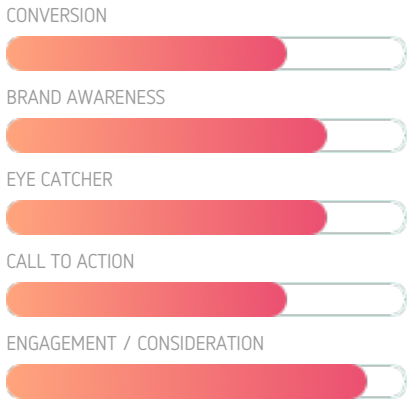 CONVERSION
BRAND AWARENESS
EYE CATCHER
CALL TO ACTION
ENGAGEMENT / CONSIDERATION